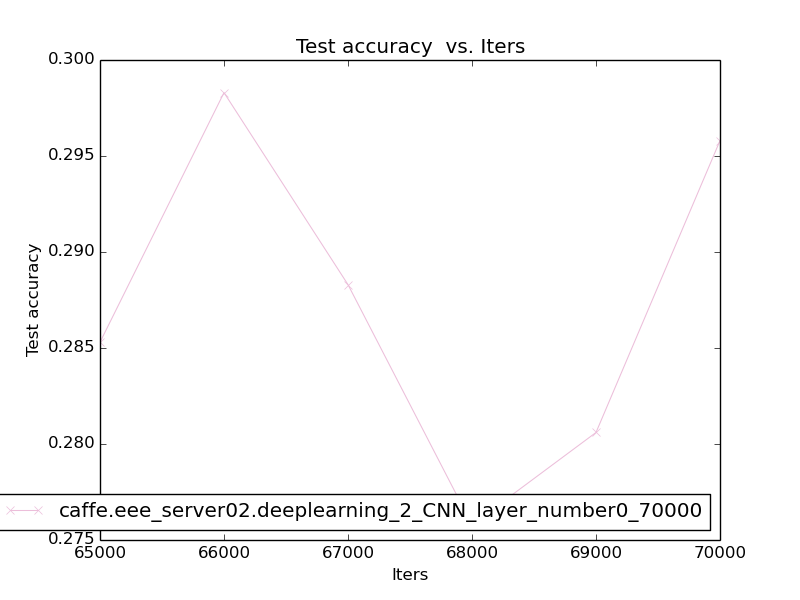 Test accuracy  vs. Iters
0.300
0.295
0.290
0.285
0.280
0.275
Test accuracy
caffe.eee_server02.deeplearning_2_CNN_layer_number0_70000
65000 66000 67000 68000 69000 70000
Iters